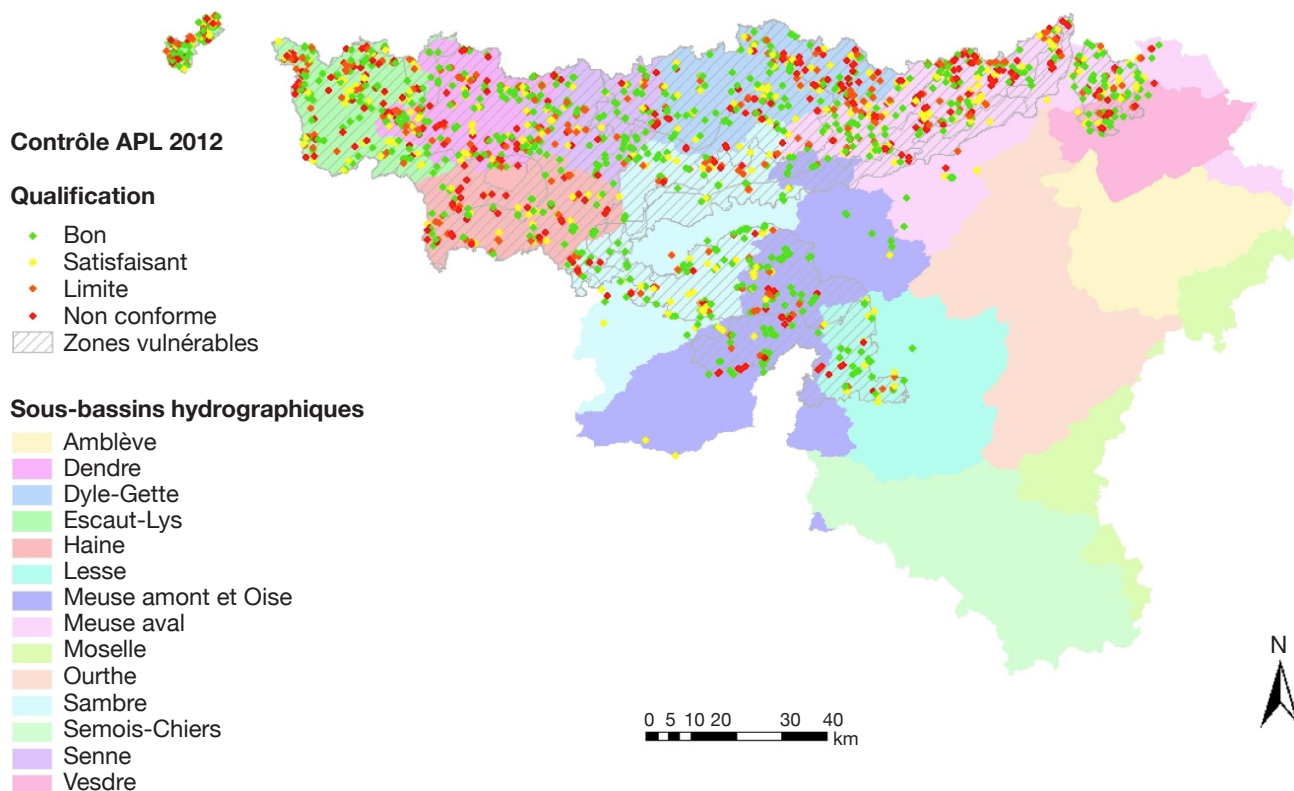 Contrôle APL 2012
Qualification
Bon
Satisfaisant
Limite
Non conforme
Zones vulnérables
Sous-bassins hydrographiques
Amblève
Dendre
Dyle-Gette
Escaut-Lys
Haine
Lesse
Meuse amont et Oise
Meuse aval
Moselle
Ourthe
Sambre
Semois-Chiers
Senne
Vesdre
0 5 10 20 30 40
km
N